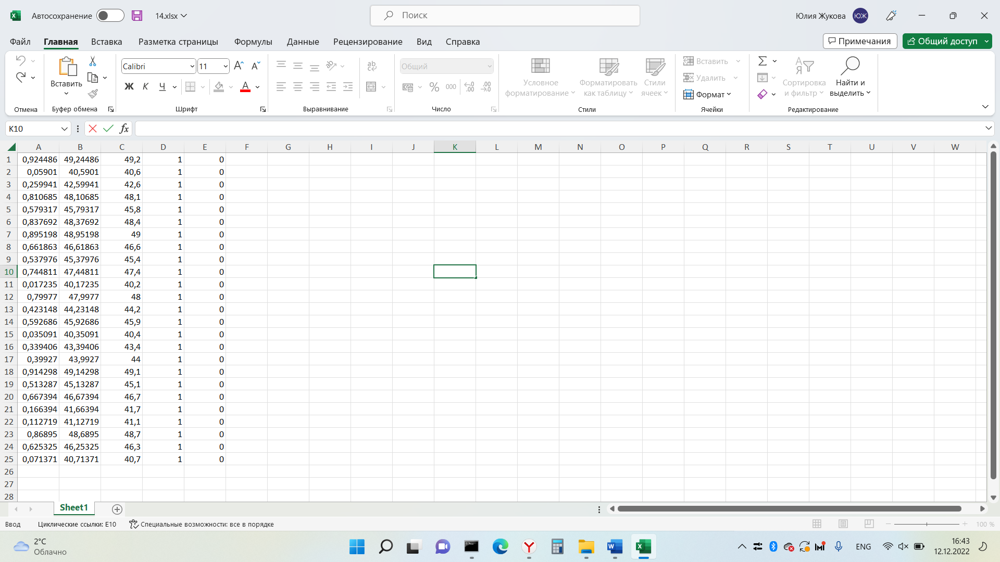 Автосохранение 14.xlsx Поиск Юлия Жукова ЮЖ
Файл Главная Вставка Разметка страницы Формулы Данные Рецензирование Вид Справка Примечания Общий доступ
Вставить Calibri 11 Общий Условное форматирование Форматировать как таблицу Стили ячеек Вставить Удалить Формат Сортировка и фильтр Найти и выделить
Ж К Ч А % 000
Отмена Буфер обмена Шрифт Выравнивание Число Стили Ячейки Редактирование
K10 fx
A B C D E F G H I J K L M N O P Q R S T U V W
1 0,924486 49,24486 49,2 1 0
2 0,05901 40,5901 40,6 1 0
3 0,259941 42,59941 42,6 1 0
4 0,810685 48,10685 48,1 1 0
5 0,579317 45,79317 45,8 1 0
6 0,837692 48,37692 48,4 1 0
7 0,895198 48,95198 49 1 0
8 0,661863 46,61863 46,6 1 0
9 0,537976 45,37976 45,4 1 0
10 0,744811 47,44811 47,4 1 0
11 0,017235 40,17235 40,2 1 0
12 0,79977 47,9977 48 1 0
13 0,423148 44,23148 44,2 1 0
14 0,592686 45,92686 45,9 1 0
15 0,035091 40,35091 40,4 1 0
16 0,339406 43,39406 43,4 1 0
17 0,39927 43,9927 44 1 0
18 0,914298 49,14298 49,1 1 0
19 0,513287 45,13287 45,1 1 0
20 0,667394 46,67394 46,7 1 0
21 0,166394 41,66394 41,7 1 0
22 0,112719 41,12719 41,1 1 0
23 0,86895 48,6895 48,7 1 0
24 0,625325 46,25325 46,3 1 0
25 0,071371 40,71371 40,7 1 0
26
27
28
Sheet1
Ввод Циклические ссылки: E10 Специальные возможности: все в порядке 100 %
2°C
Облачно
ENG
16:43
12.12.2022